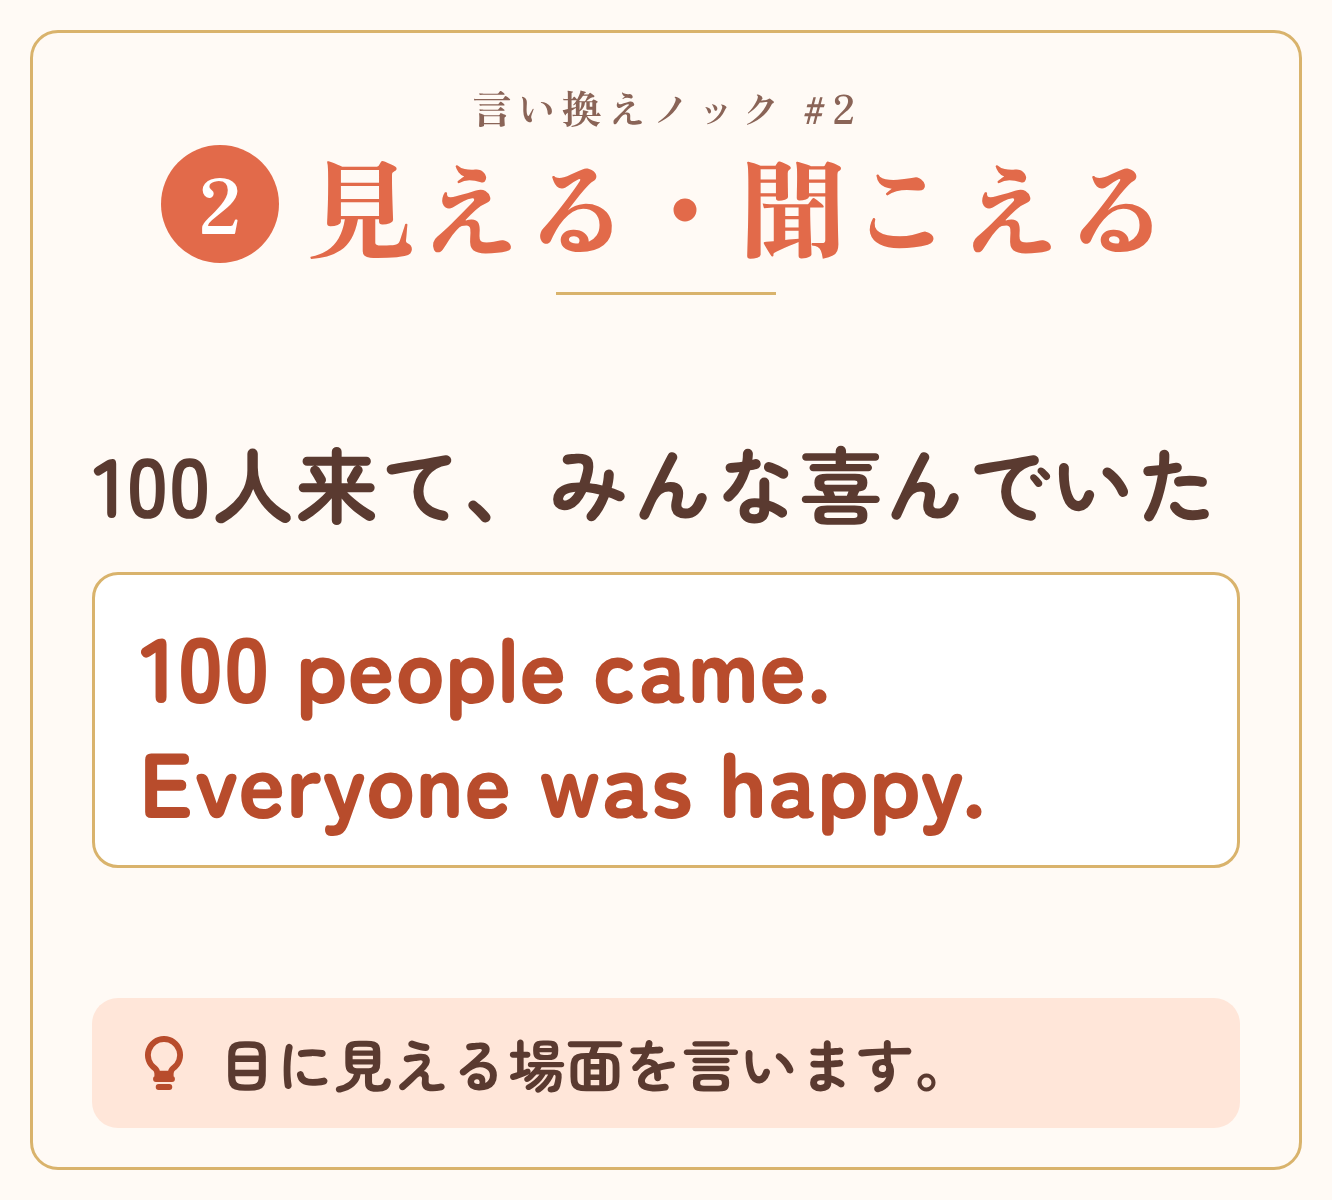 言い換えノック #2
2 見える・聞こえる
100人来て、みんな喜んでいた
100 people came.
Everyone was happy.
目に見える場面を言います。